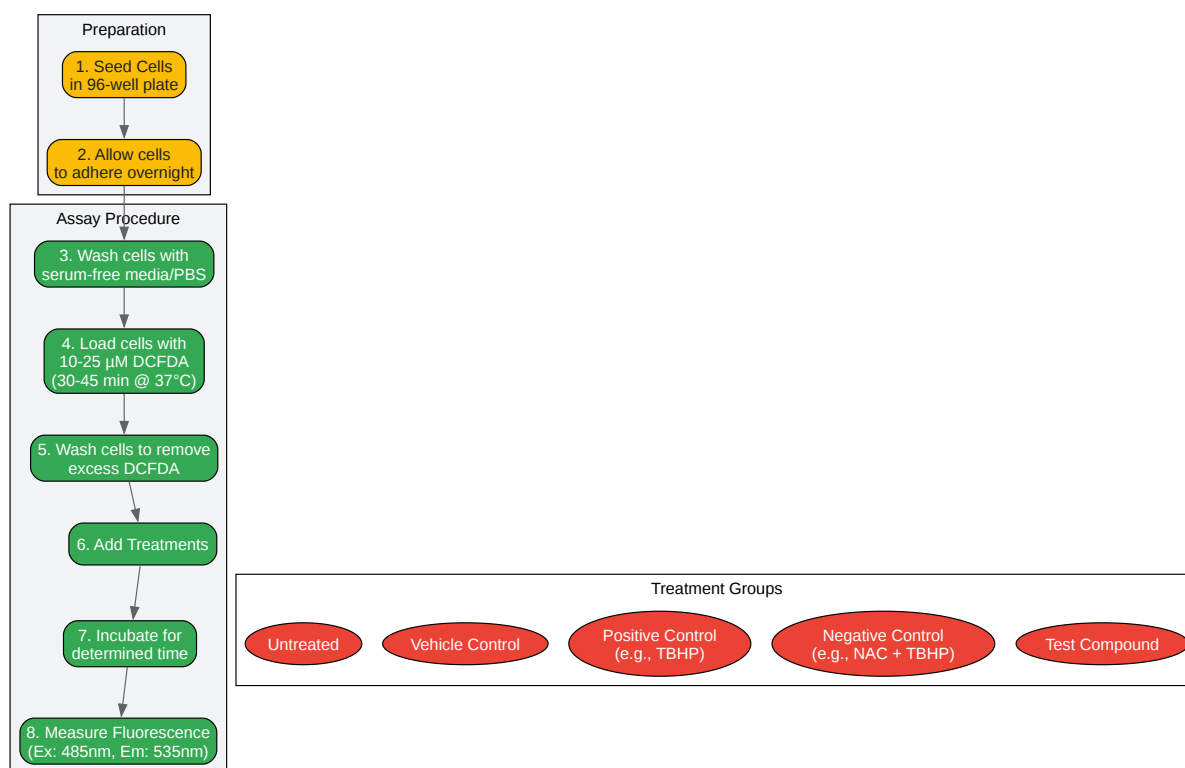 Preparation
1. Seed Cells
in 96-well plate
2. Allow cells
to adhere overnight
Assay Procedure
3. Wash cells with
serum-free media/PBS
4. Load cells with
10-25 µM DCFDA
(30-45 min @ 37°C)
5. Wash cells to remove
excess DCFDA
6. Add Treatments
7. Incubate for
determined time
8. Measure Fluorescence
(Ex: 485nm, Em: 535nm)
Treatment Groups
Untreated
Vehicle Control
Positive Control
(e.g., TBHP)
Negative Control
(e.g., NAC + TBHP)
Test Compound